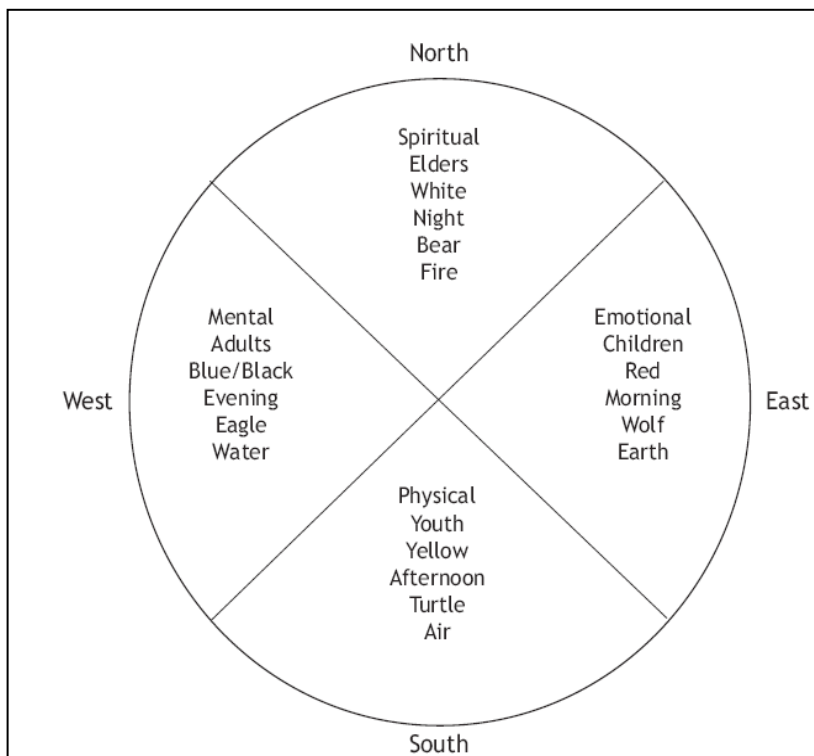 North
Spiritual
Elders
White
Night
Bear
Fire
West
Mental
Adults
Blue/Black
Evening
Eagle
Water
Emotional
Children
Red
Morning
Wolf
Earth
East
Physical
Youth
Yellow
Afternoon
Turtle
Air
South